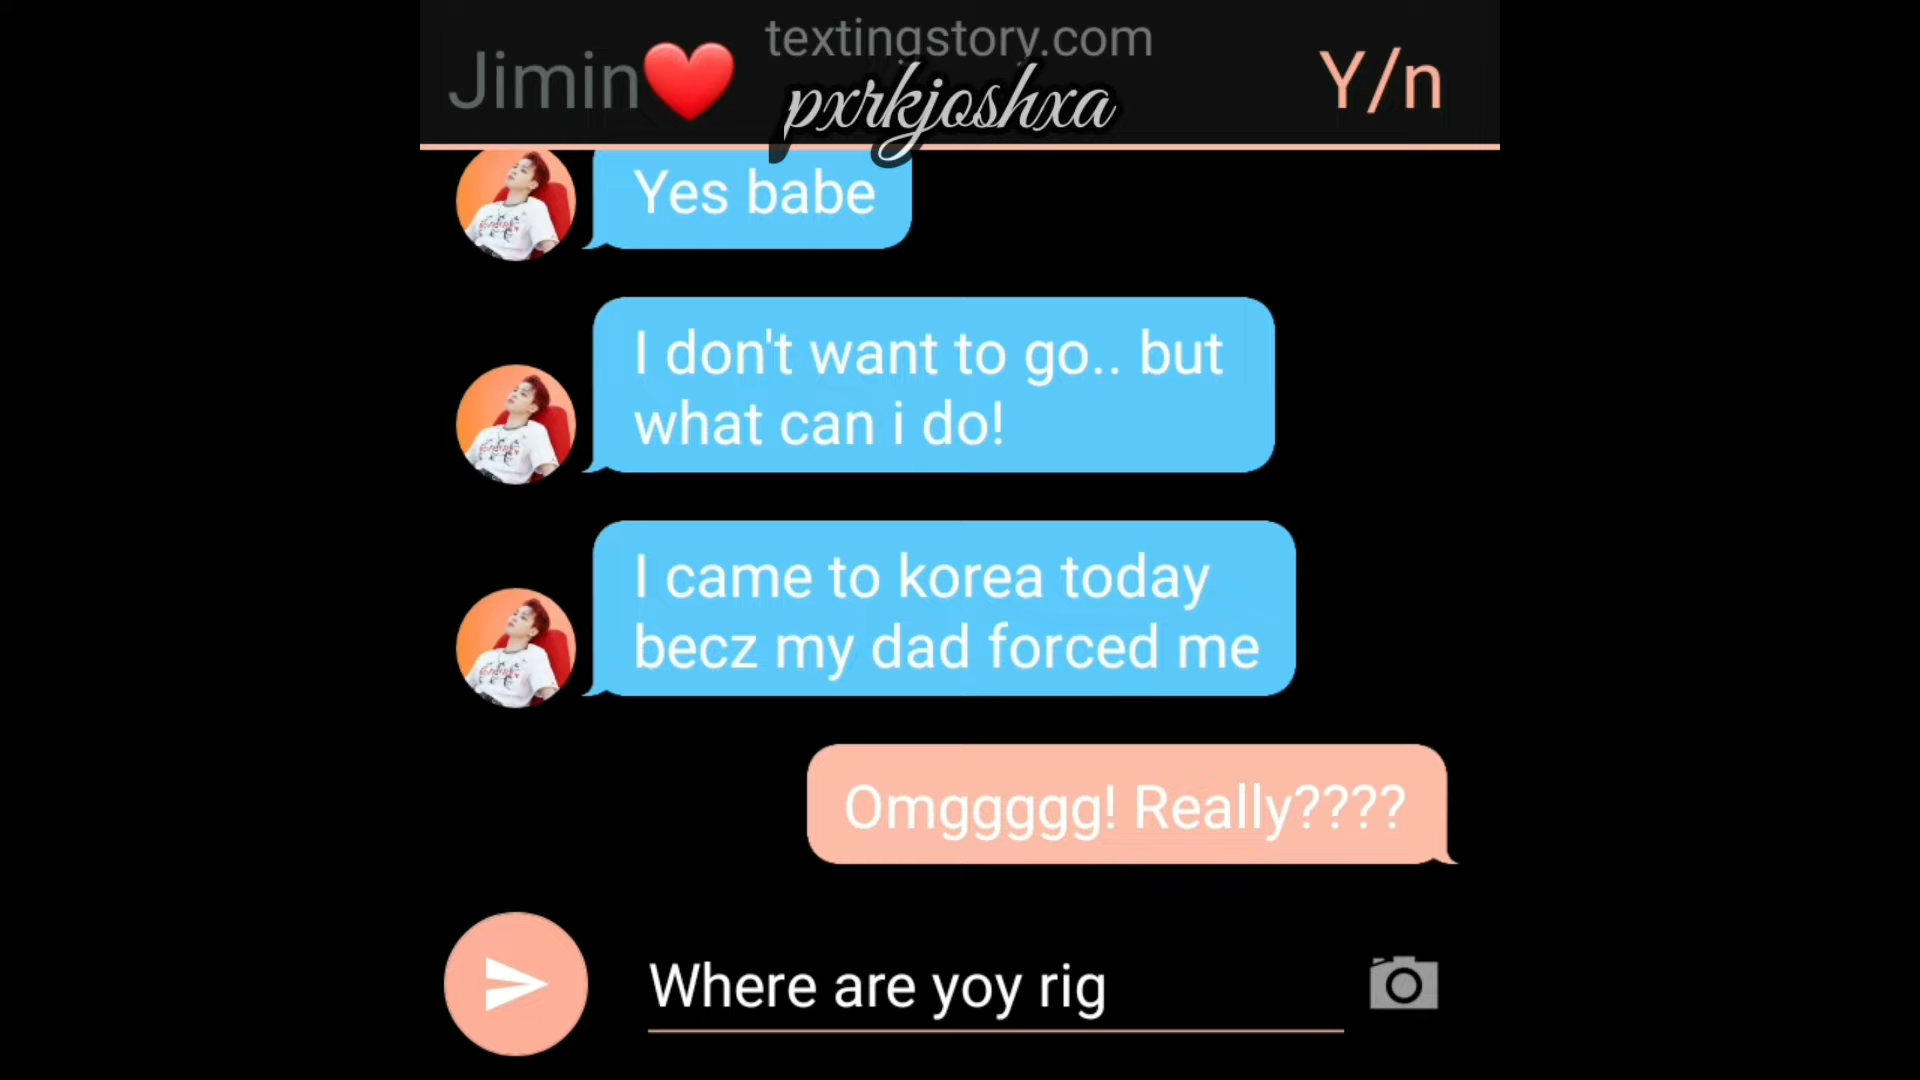 textingstory.com
Jimin❤️
pxrkjoshxa
Y/n
Yes babe
I don't want to go.. but
what can i do!
I came to korea today
becz my dad forced me
Omggggg! Really????
Where are yoy rig